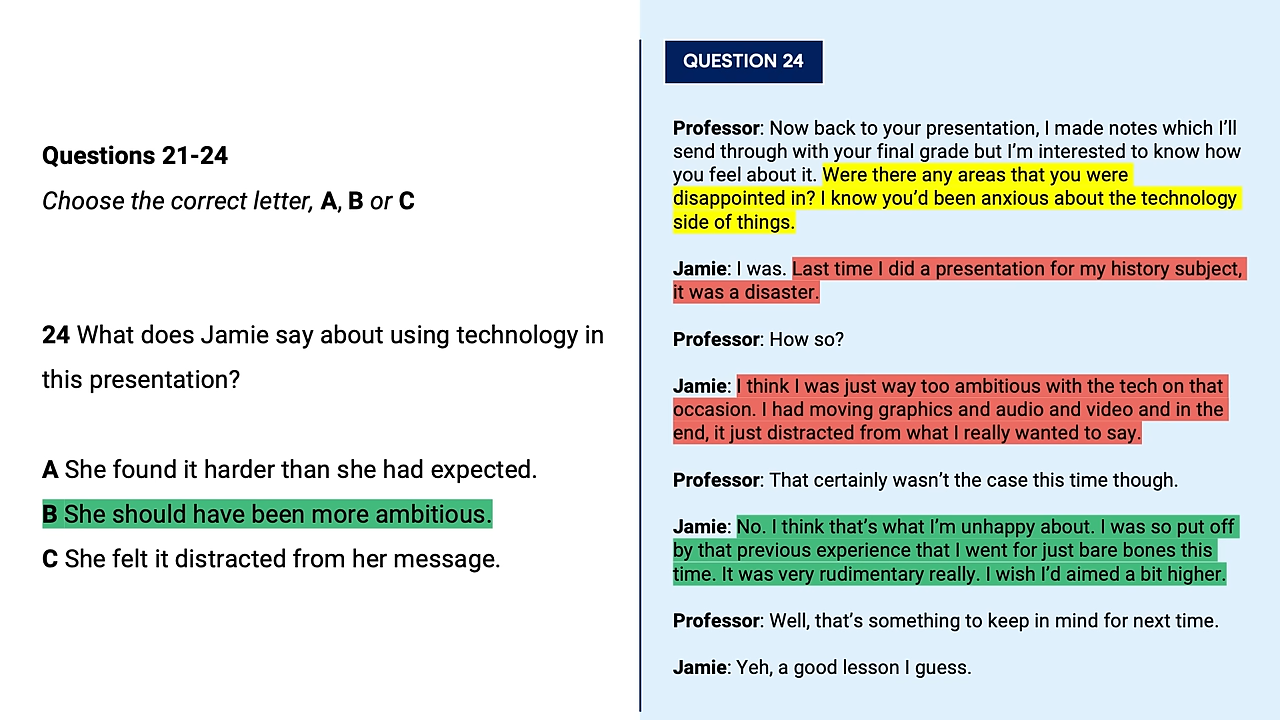 Questions 21-24
Choose the correct letter, A, B or C
24 What does Jamie say about using technology in
this presentation?
A She found it harder than she had expected.
B She should have been more ambitious.
C She felt it distracted from her message.
QUESTION 24
Professor: Now back to your presentation, I made notes which I’ll
send through with your final grade but I’m interested to know how
you feel about it. Were there any areas that you were
disappointed in? I know you’d been anxious about the technology
side of things.
Jamie: I was. Last time I did a presentation for my history subject,
it was a disaster.
Professor: How so?
Jamie: I think I was just way too ambitious with the tech on that
occasion. I had moving graphics and audio and video and in the
end, it just distracted from what I really wanted to say.
Professor: That certainly wasn’t the case this time though.
Jamie: No. I think that’s what I’m unhappy about. I was so put off
by that previous experience that I went for just bare bones this
time. It was very rudimentary really. I wish I’d aimed a bit higher.
Professor: Well, that’s something to keep in mind for next time.
Jamie: Yeh, a good lesson I guess.